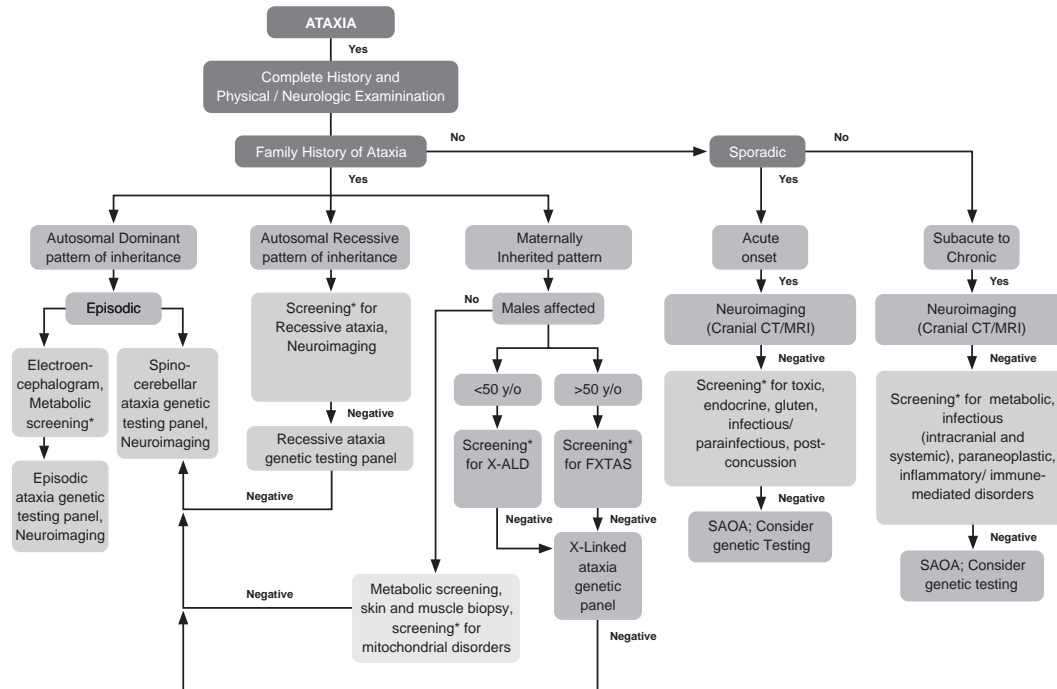 ATAXIA
Yes
Complete History and
Physical / Neurologic Examinination
Family History of Ataxia
No
Sporadic
No
Yes
Yes
Autosomal Dominant
pattern of inheritance
Autosomal Recessive
pattern of inheritance
Maternally
Inherited pattern
Acute
onset
Subacute to
Chronic
Yes
Yes
Episodic
Screening* for
Recessive ataxia,
Neuroimaging
No
Males affected
Neuroimaging
(Cranial CT/MRI)
Neuroimaging
(Cranial CT/MRI)
Negative
Negative
Electroen-
cephalogram,
Metabolic
screening*
Spino-
cerebellar
ataxia genetic
testing panel,
Neuroimaging
<50 y/o
>50 y/o
Screening* for toxic,
endocrine, gluten,
infectious/
parainfectious, post-
concussion
Screening* for metabolic,
infectious
(intracranial and
systemic), paraneoplastic,
inflammatory/ immune-
mediated disorders
Negative
Recessive ataxia
genetic testing panel
Screening*
for X-ALD
Screening*
for FXTAS
Episodic
ataxia genetic
testing panel,
Neuroimaging
Negative
Negative
Negative
Negative
SAOA; Consider
genetic Testing
Negative
SAOA; Consider
genetic testing
X-Linked
ataxia
genetic
panel
Negative
Metabolic screening,
skin and muscle biopsy,
screening* for
mitochondrial disorders
Negative